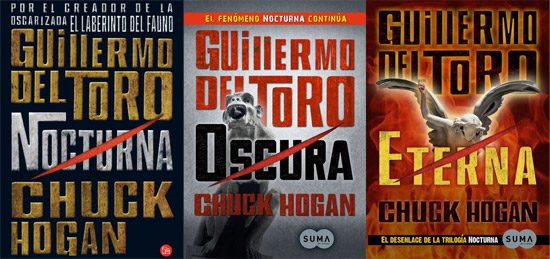 POR EL CREADOR DE LA
OSCARIZADA EL LABERINTO DEL FAUNO
GUILLERMO
DEL TORO
NOCTURNA
CHUCK
HOGAN
EL FENÓMENO NOCTURNA CONTINÚA
GUILLERMO
DEL TORO
OSCURA
CHUCK HOGAN
SUMA
GUILLERMO
DEL TORO
SUMA
ETERNA
CHUCK HOGAN
EL DESENLACE DE LA TRILOGÍA NOCTURNA